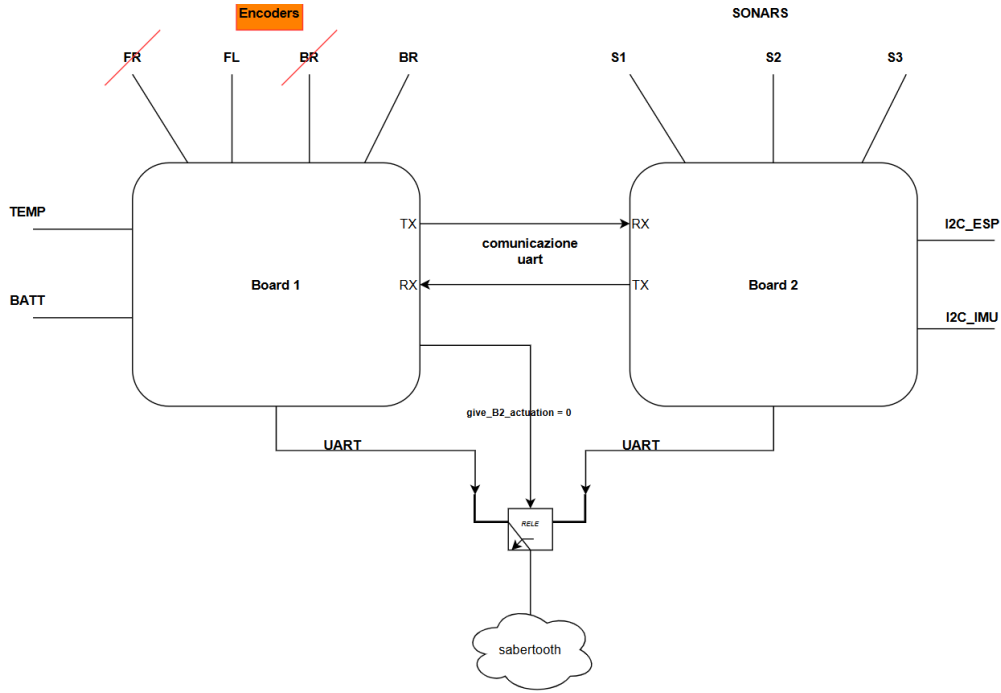 Encoders
SONARS
FR
FL
BR
BR
S1
S2
S3
TEMP
BATT
TX
RX
comunicazione
uart
RX
TX
Board 1
Board 2
I2C_ESP
I2C_IMU
give_B2_actuation = 0
UART
UART
RELE
sabertooth